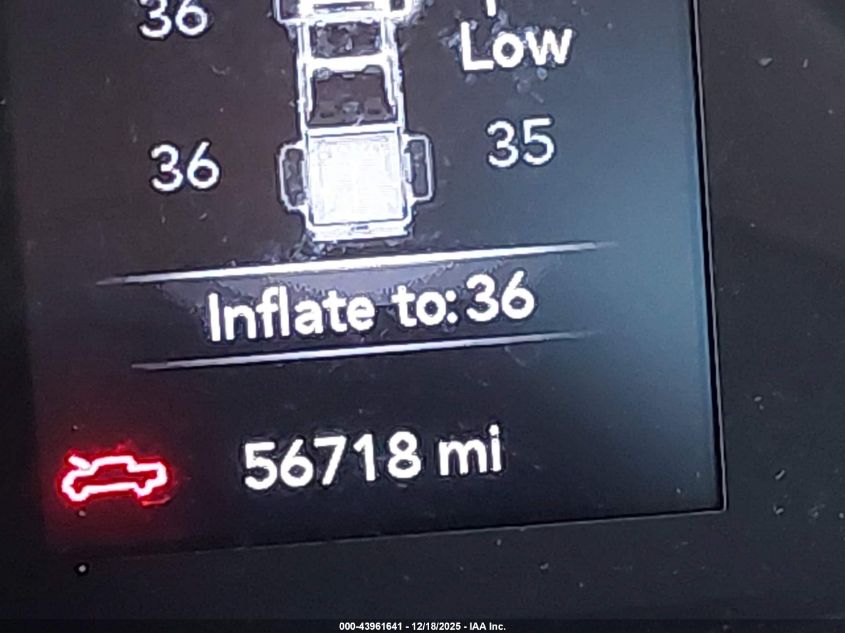 36
Low
36
35
Inflate to: 36
56718 mi
000-43961641 - 12/18/2025 - IAA Inc.